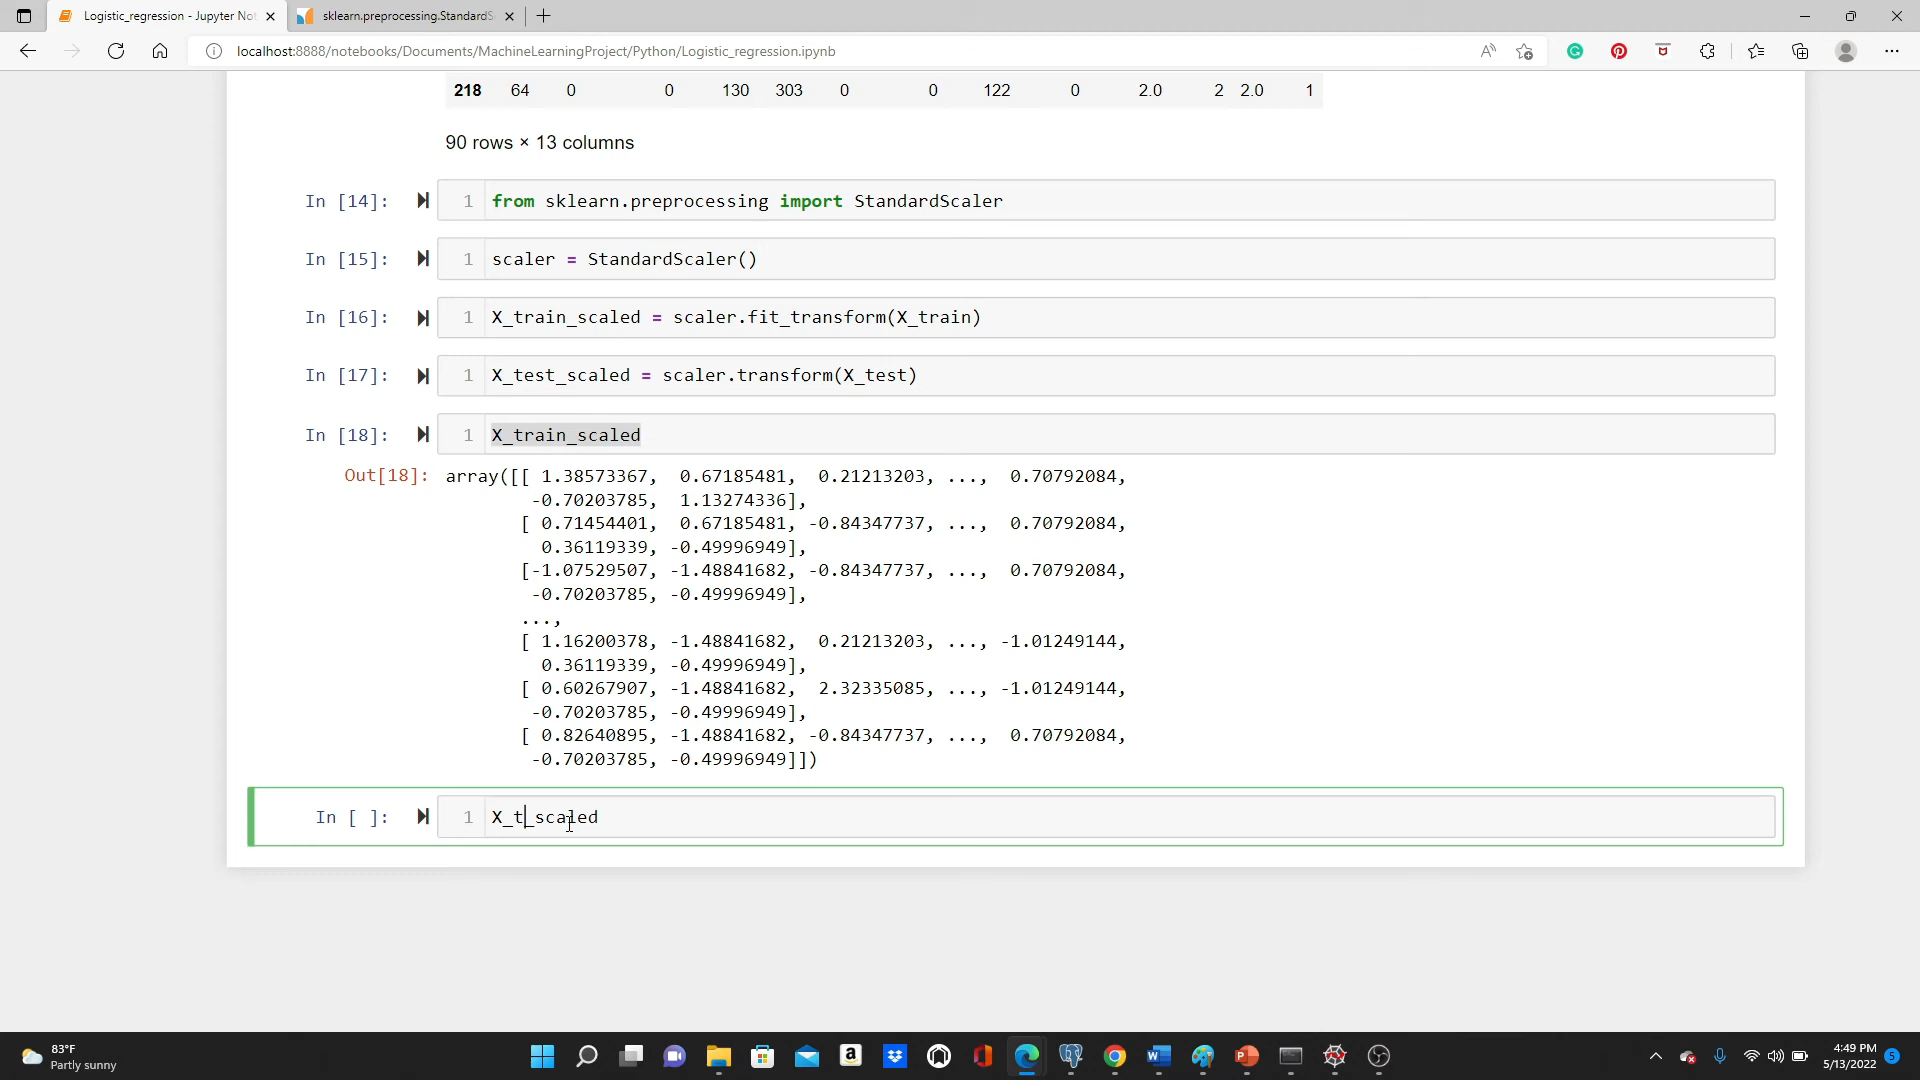 Logistic_regression - Jupyter Not
sklearn.preprocessing.StandardS
localhost:8888/notebooks/Documents/MachineLearningProject/Python/Logistic_regression.ipynb
218 64 0 0 130 303 0 0 122 0 2.0 2 2.0 1
90 rows × 13 columns
In [14]: 1 from sklearn.preprocessing import StandardScaler
In [15]: 1 scaler = StandardScaler()
In [16]: 1 X_train_scaled = scaler.fit_transform(X_train)
In [17]: 1 X_test_scaled = scaler.transform(X_test)
In [18]: 1 X_train_scaled
Out[18]: array([[ 1.38573367, 0.67185481, 0.21213203, ..., 0.70792084,
-0.70203785, 1.13274336],
[ 0.71454401, 0.67185481, -0.84347737, ..., 0.70792084,
0.36119339, -0.49996949],
[-1.07529507, -1.48841682, -0.84347737, ..., 0.70792084,
-0.70203785, -0.49996949],
...,
[ 1.16200378, -1.48841682, 0.21213203, ..., -1.01249144,
0.36119339, -0.49996949],
[ 0.60267907, -1.48841682, 2.32335085, ..., -1.01249144,
-0.70203785, -0.49996949],
[ 0.82640895, -1.48841682, -0.84347737, ..., 0.70792084,
-0.70203785, -0.49996949]])
In [ ]: 1 X_t_scaled
83°F
Partly sunny
4:49 PM
5/13/2022
5